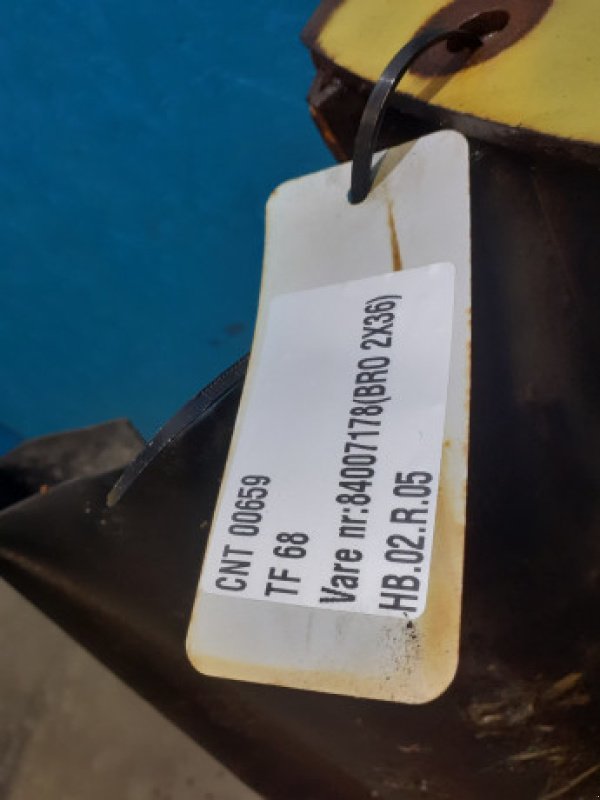 CNT 00659
TF 68
Vare nr:84007178(BRO 2X36)
HB.02.R.05